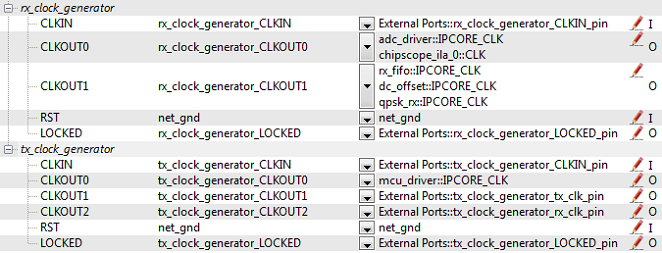 rx_clock_generator
CLKIN rx_clock_generator_CLKIN External Ports::rx_clock_generator_CLKIN_pin I
CLKOUT0 rx_clock_generator_CLKOUT0 adc_driver::IPCORE_CLK O
chipscope_ila_0::CLK
CLKOUT1 rx_clock_generator_CLKOUT1 rx_fifo::IPCORE_CLK O
dc_offset::IPCORE_CLK
qpsk_rx::IPCORE_CLK
RST net_gnd net_gnd I
LOCKED rx_clock_generator_LOCKED External Ports::rx_clock_generator_LOCKED_pin O
tx_clock_generator
CLKIN tx_clock_generator_CLKIN External Ports::tx_clock_generator_CLKIN_pin I
CLKOUT0 tx_clock_generator_CLKOUT0 mcu_driver::IPCORE_CLK O
CLKOUT1 tx_clock_generator_CLKOUT1 External Ports::tx_clock_generator_tx_clk_pin O
CLKOUT2 tx_clock_generator_CLKOUT2 External Ports::tx_clock_generator_rx_clk_pin O
RST net_gnd net_gnd I
LOCKED tx_clock_generator_LOCKED External Ports::tx_clock_generator_LOCKED_pin O